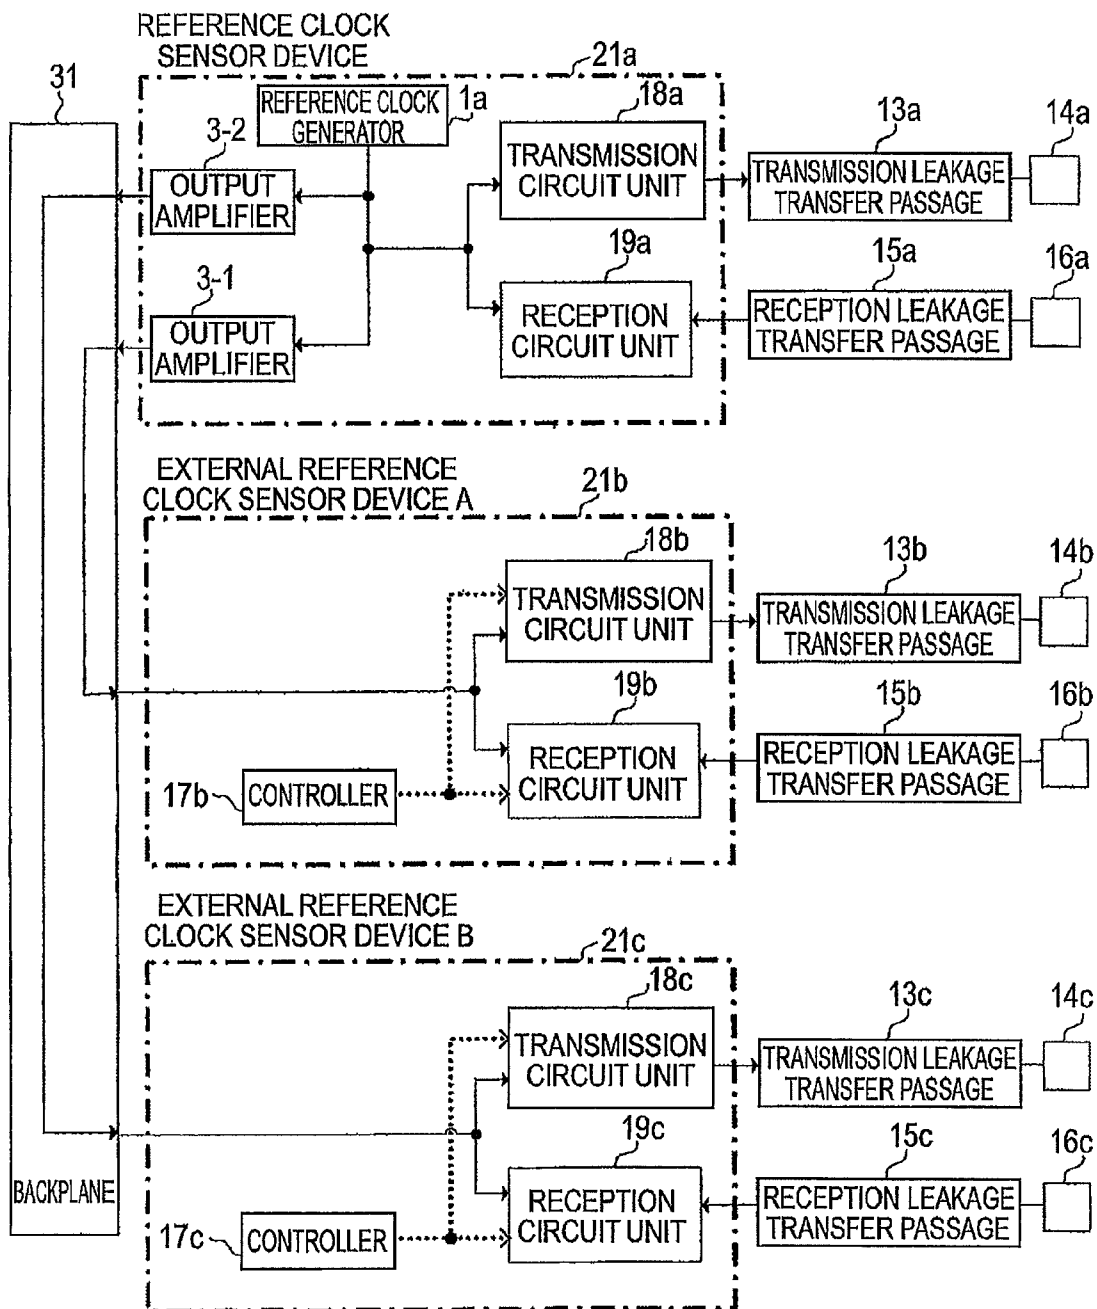 REFERENCE CLOCK
SENSOR DEVICE
31
21a
REFERENCE CLOCK
GENERATOR
1a
18a
13a
14a
3-2
OUTPUT
AMPLIFIER
TRANSMISSION
CIRCUIT UNIT
TRANSMISSION LEAKAGE
TRANSFER PASSAGE
3-1
OUTPUT
AMPLIFIER
19a
RECEPTION
CIRCUIT UNIT
15a
RECEPTION LEAKAGE
TRANSFER PASSAGE
16a
EXTERNAL REFERENCE
CLOCK SENSOR DEVICE A
21b
18b
TRANSMISSION
CIRCUIT UNIT
13b
TRANSMISSION LEAKAGE
TRANSFER PASSAGE
14b
19b
RECEPTION
CIRCUIT UNIT
15b
RECEPTION LEAKAGE
TRANSFER PASSAGE
16b
17b
CONTROLLER
EXTERNAL REFERENCE
CLOCK SENSOR DEVICE B
21c
18c
TRANSMISSION
CIRCUIT UNIT
13c
TRANSMISSION LEAKAGE
TRANSFER PASSAGE
14c
19c
RECEPTION
CIRCUIT UNIT
15c
RECEPTION LEAKAGE
TRANSFER PASSAGE
16c
BACKPLANE
17c
CONTROLLER